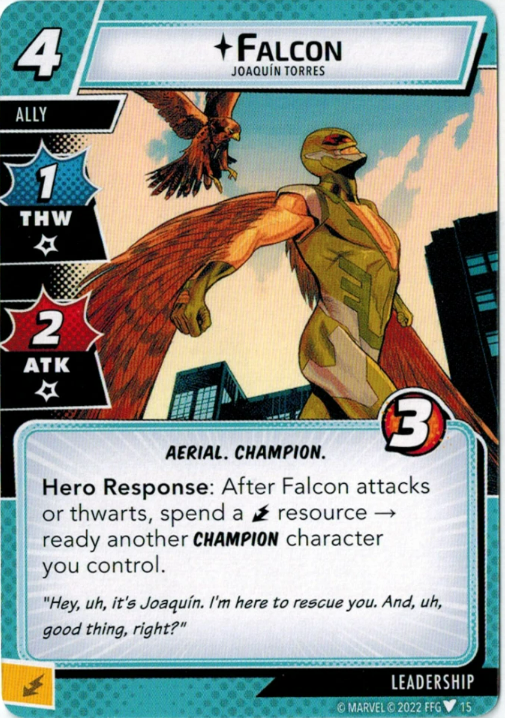 4
FALCON
JOAQUÍN TORRES
ALLY
1
THW
2
ATK
3
AERIAL. CHAMPION.
Hero Response: After Falcon attacks
or thwarts, spend a resource →
ready another CHAMPION character
you control.
"Hey, uh, it's Joaquín. I'm here to rescue you. And, uh,
good thing, right?"
LEADERSHIP
© MARVEL © 2022 FFG 15